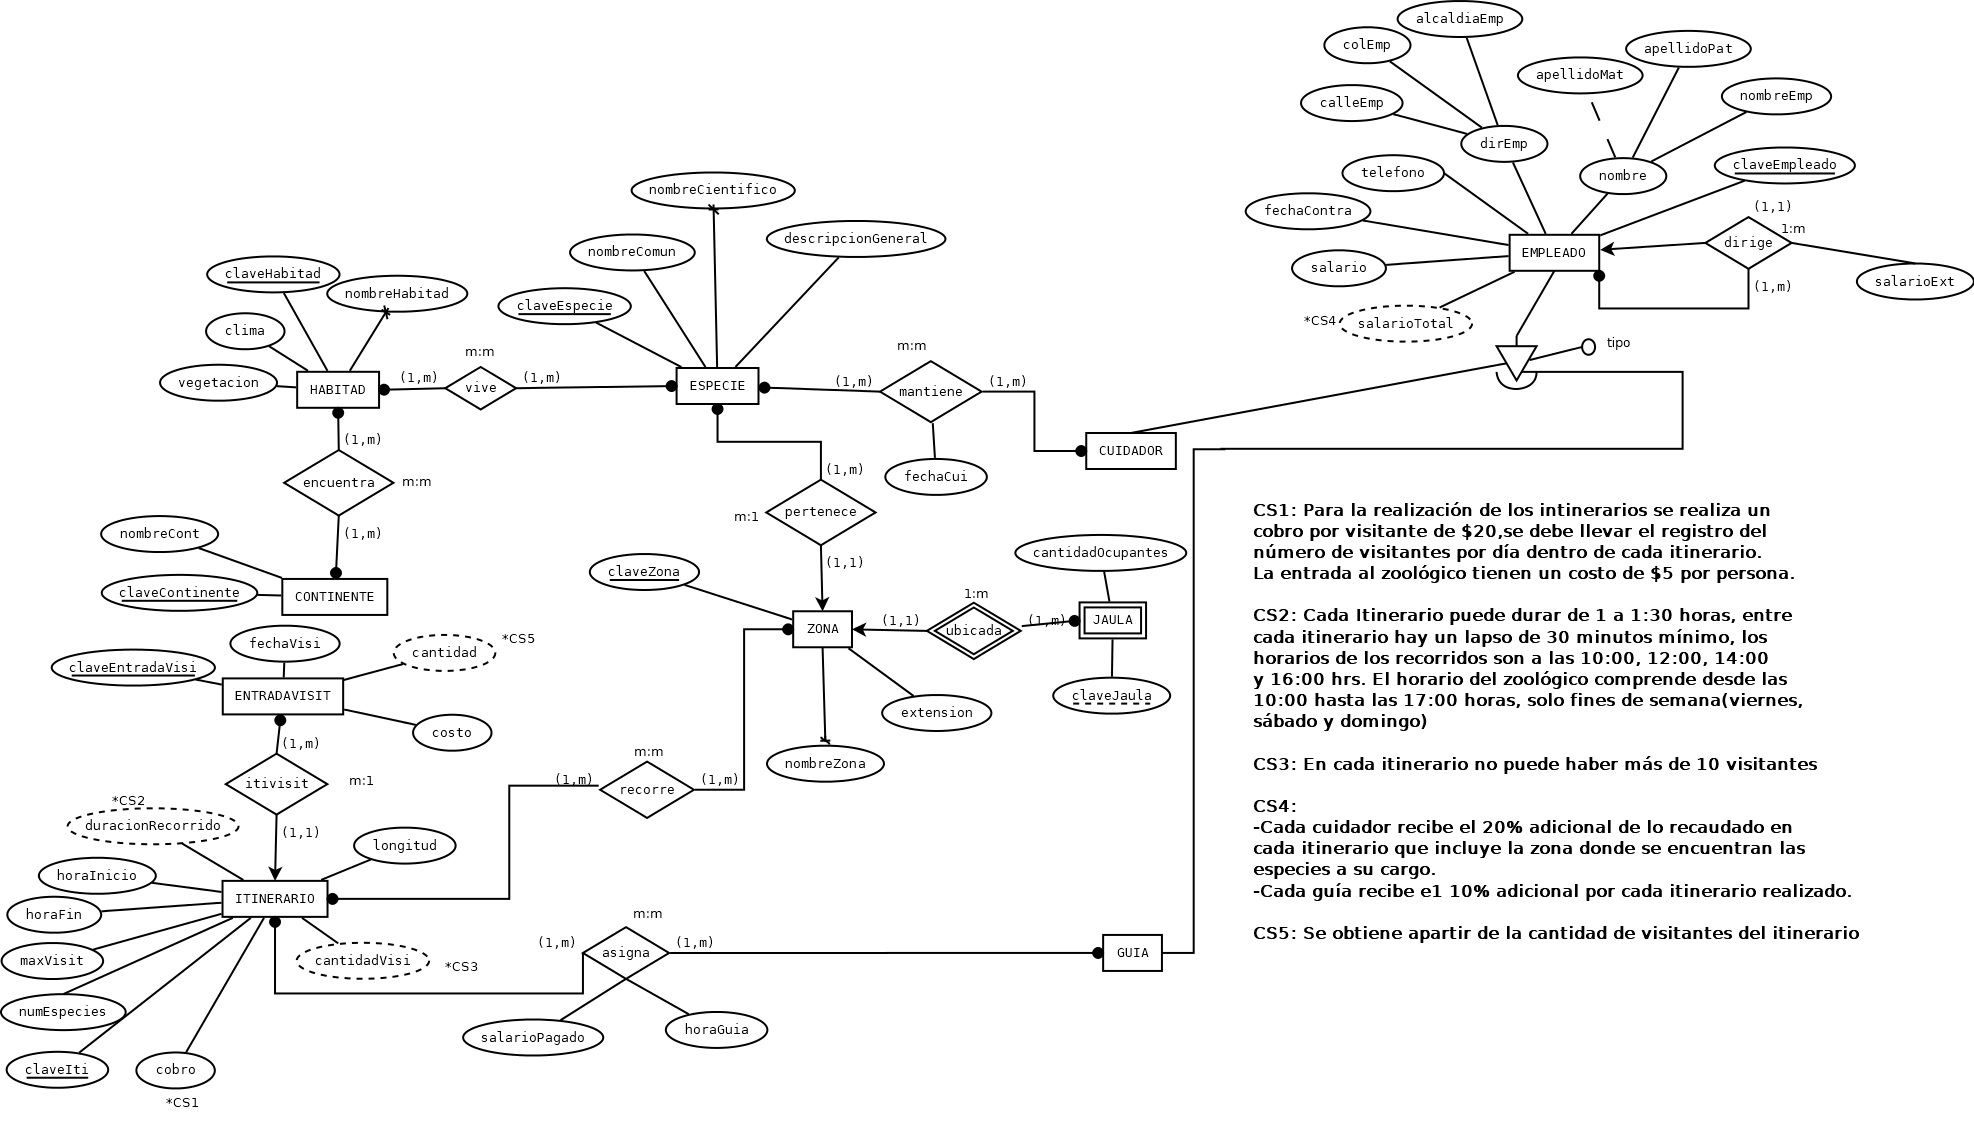 alcaldiaEmp
colEmp
apellidoPat
apellidoMat
nombreEmp
calleEmp
dirEmp
claveEmpleado
telefono
nombre
nombreCientifico
(1,1)
fechaContra
1:m
descripcionGeneral
dirige
nombreComun
EMPLEADO
claveHabitad
salario
salarioExt
nombreHabitad
(1,m)
claveEspecie
*CS4
salarioTotal
clima
tipo
m:m
m:m
vegetacion
HABITAD
(1,m)
vive
(1,m)
ESPECIE
(1,m)
mantiene
(1,m)
(1,m)
CUIDADOR
encuentra
m:m
(1,m)
fechaCui
pertenece
m:1
nombreCont
(1,m)
(1,1)
cantidadOcupantes
claveZona
claveContinente
CONTINENTE
1:m
ZONA
(1,1)
ubicada
(1,m)
JAULA
fechaVisi
cantidad
*CS5
claveEntradaVisi
ENTRADAVISIT
claveJaula
extension
costo
(1,m)
m:m
nombreZona
itivisit
m:1
(1,m)
recorre
(1,m)
*CS2
duracionRecorrido
(1,1)
longitud
horaInicio
ITINERARIO
horaFin
m:m
(1,m)
asigna
(1,m)
GUIA
maxVisit
cantidadVisi
*CS3
numEspecies
salarioPagado
horaGuia
claveIti
cobro
*CS1
CS1: Para la realización de los intinerarios se realiza un
cobro por visitante de $20,se debe llevar el registro del
número de visitantes por día dentro de cada itinerario.
La entrada al zoológico tienen un costo de $5 por persona.
CS2: Cada Itinerario puede durar de 1 a 1:30 horas, entre
cada itinerario hay un lapso de 30 minutos mínimo, los
horarios de los recorridos son a las 10:00, 12:00, 14:00
y 16:00 hrs. El horario del zoológico comprende desde las
10:00 hasta las 17:00 horas, solo fines de semana(viernes,
sábado y domingo)
CS3: En cada itinerario no puede haber más de 10 visitantes
CS4:
-Cada cuidador recibe el 20% adicional de lo recaudado en
cada itinerario que incluye la zona donde se encuentran las
especies a su cargo.
-Cada guía recibe e1 10% adicional por cada itinerario realizado.
CS5: Se obtiene apartir de la cantidad de visitantes del itinerario